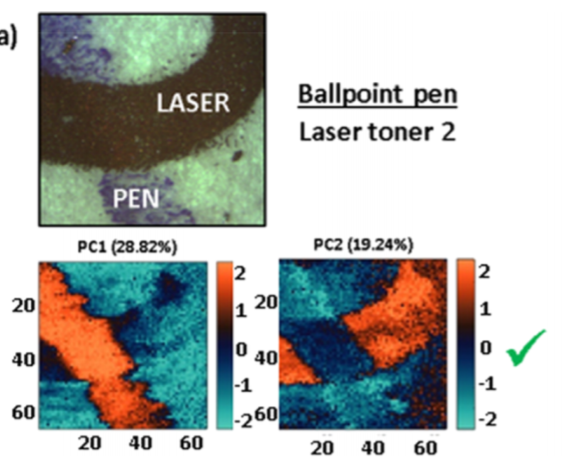 a)
LASER
PEN
Ballpoint pen
Laser toner 2
PC1 (28.82%)
PC2 (19.24%)
2
1
0
-1
-2
20
40
60
20 40 60
2
1
0
-1
-2
20
40
60
20 40 60